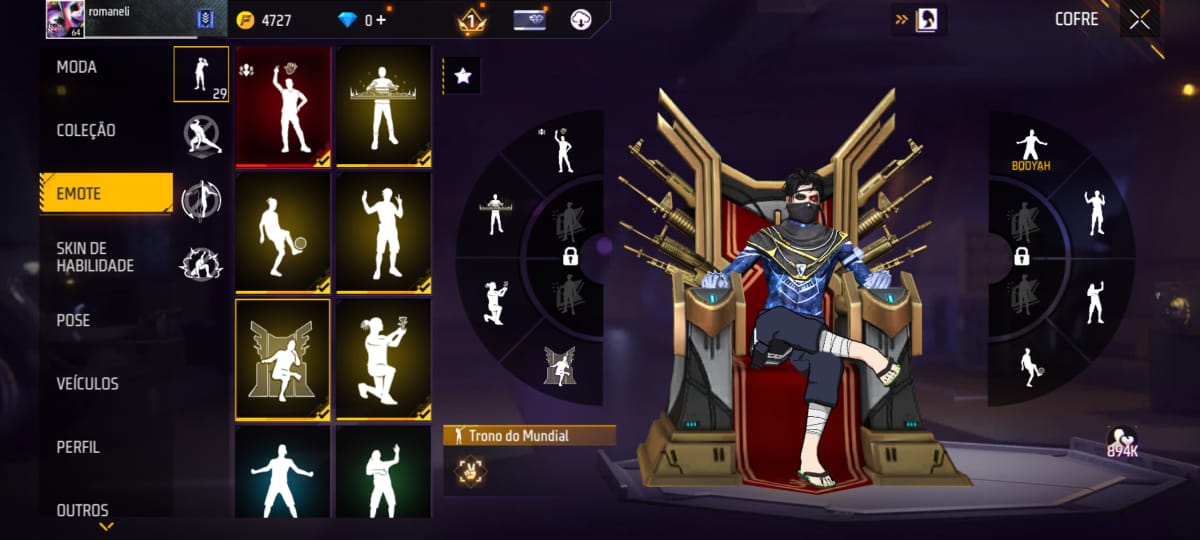 romaneli
64
4727
0+
1
COFRE
MODA
29
COLEÇÃO
EMOTE
SKIN DE
HABILIDADE
POSE
VEÍCULOS
PERFIL
OUTROS
BOOYAH
Trono do Mundial
894K